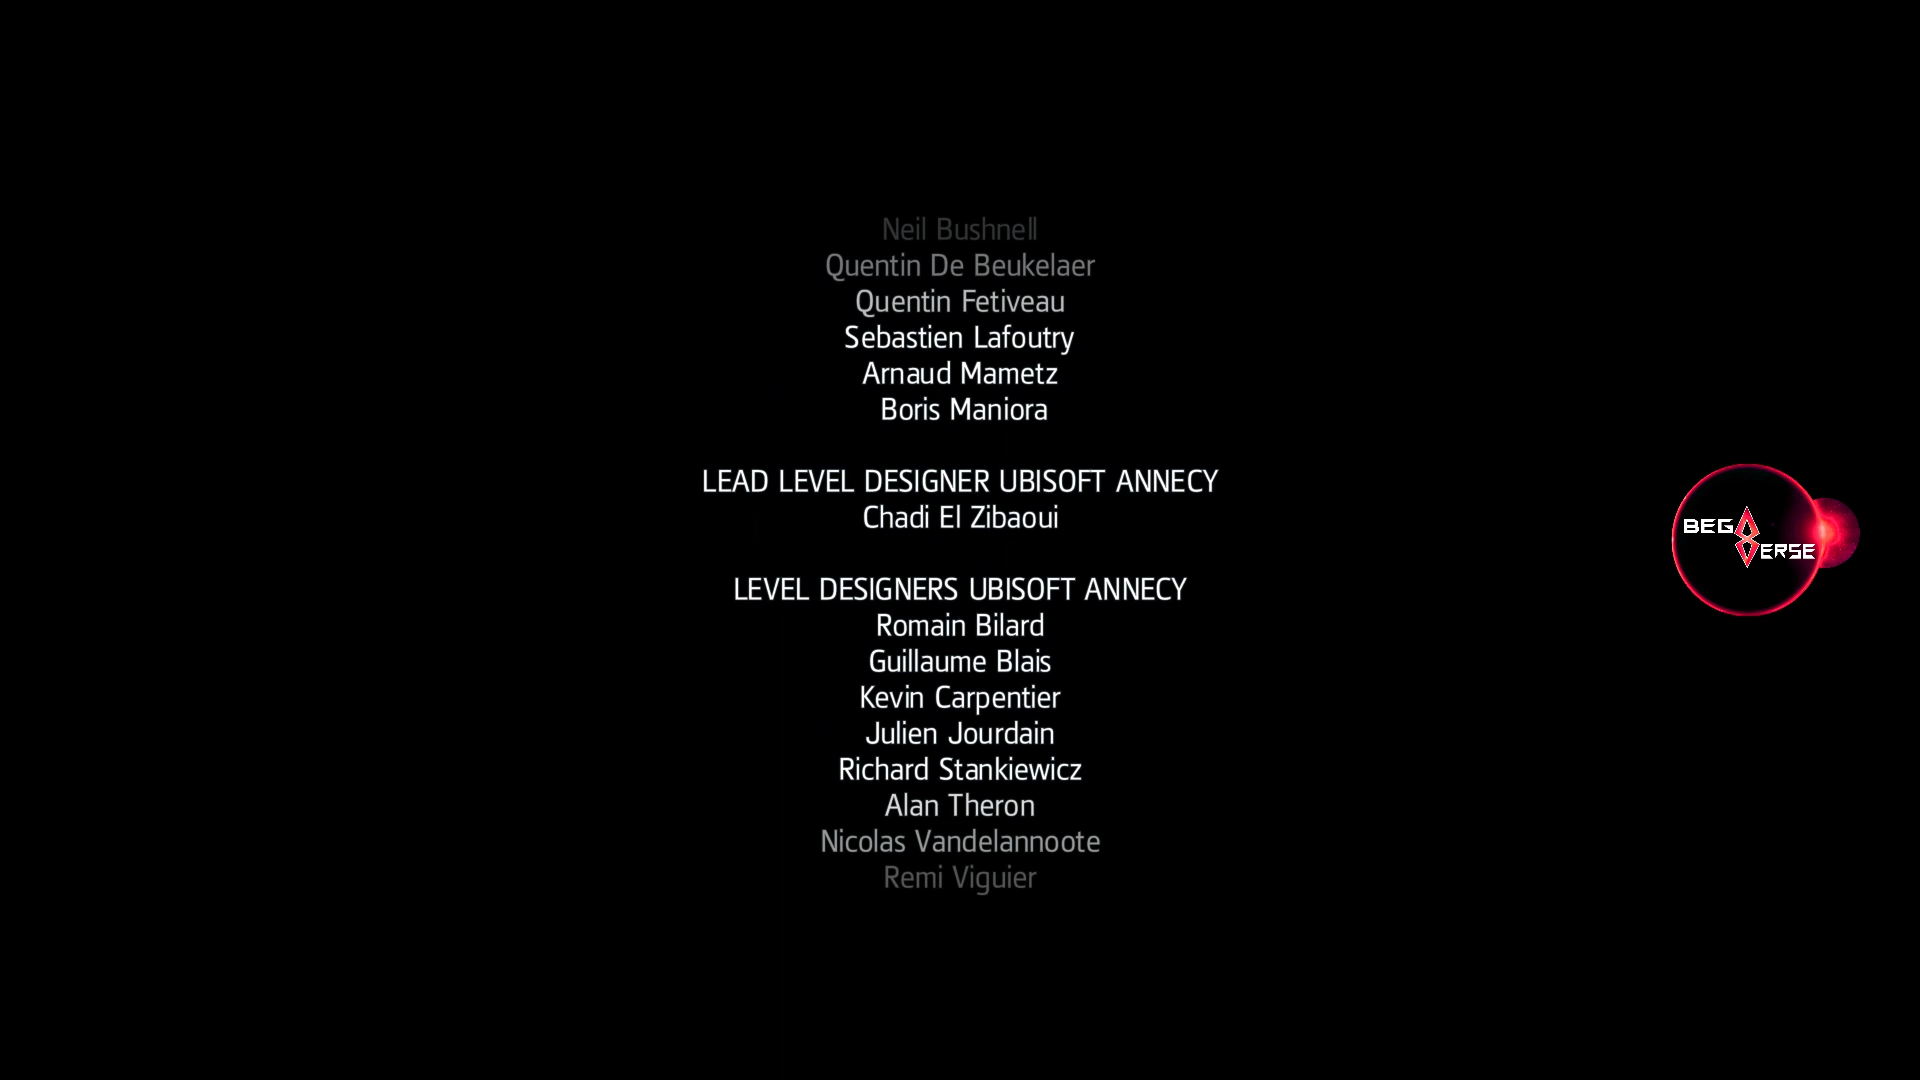 Neil Bushnell
Quentin De Beukelaer
Quentin Fetiveau
Sebastien Lafoutry
Arnaud Mametz
Boris Maniora
LEAD LEVEL DESIGNER UBISOFT ANNECY
Chadi El Zibaoui
LEVEL DESIGNERS UBISOFT ANNECY
Romain Bilard
Guillaume Blais
Kevin Carpentier
Julien Jourdain
Richard Stankiewicz
Alan Theron
Nicolas Vandelannoote
Remi Viguier
BEGA
VERSE